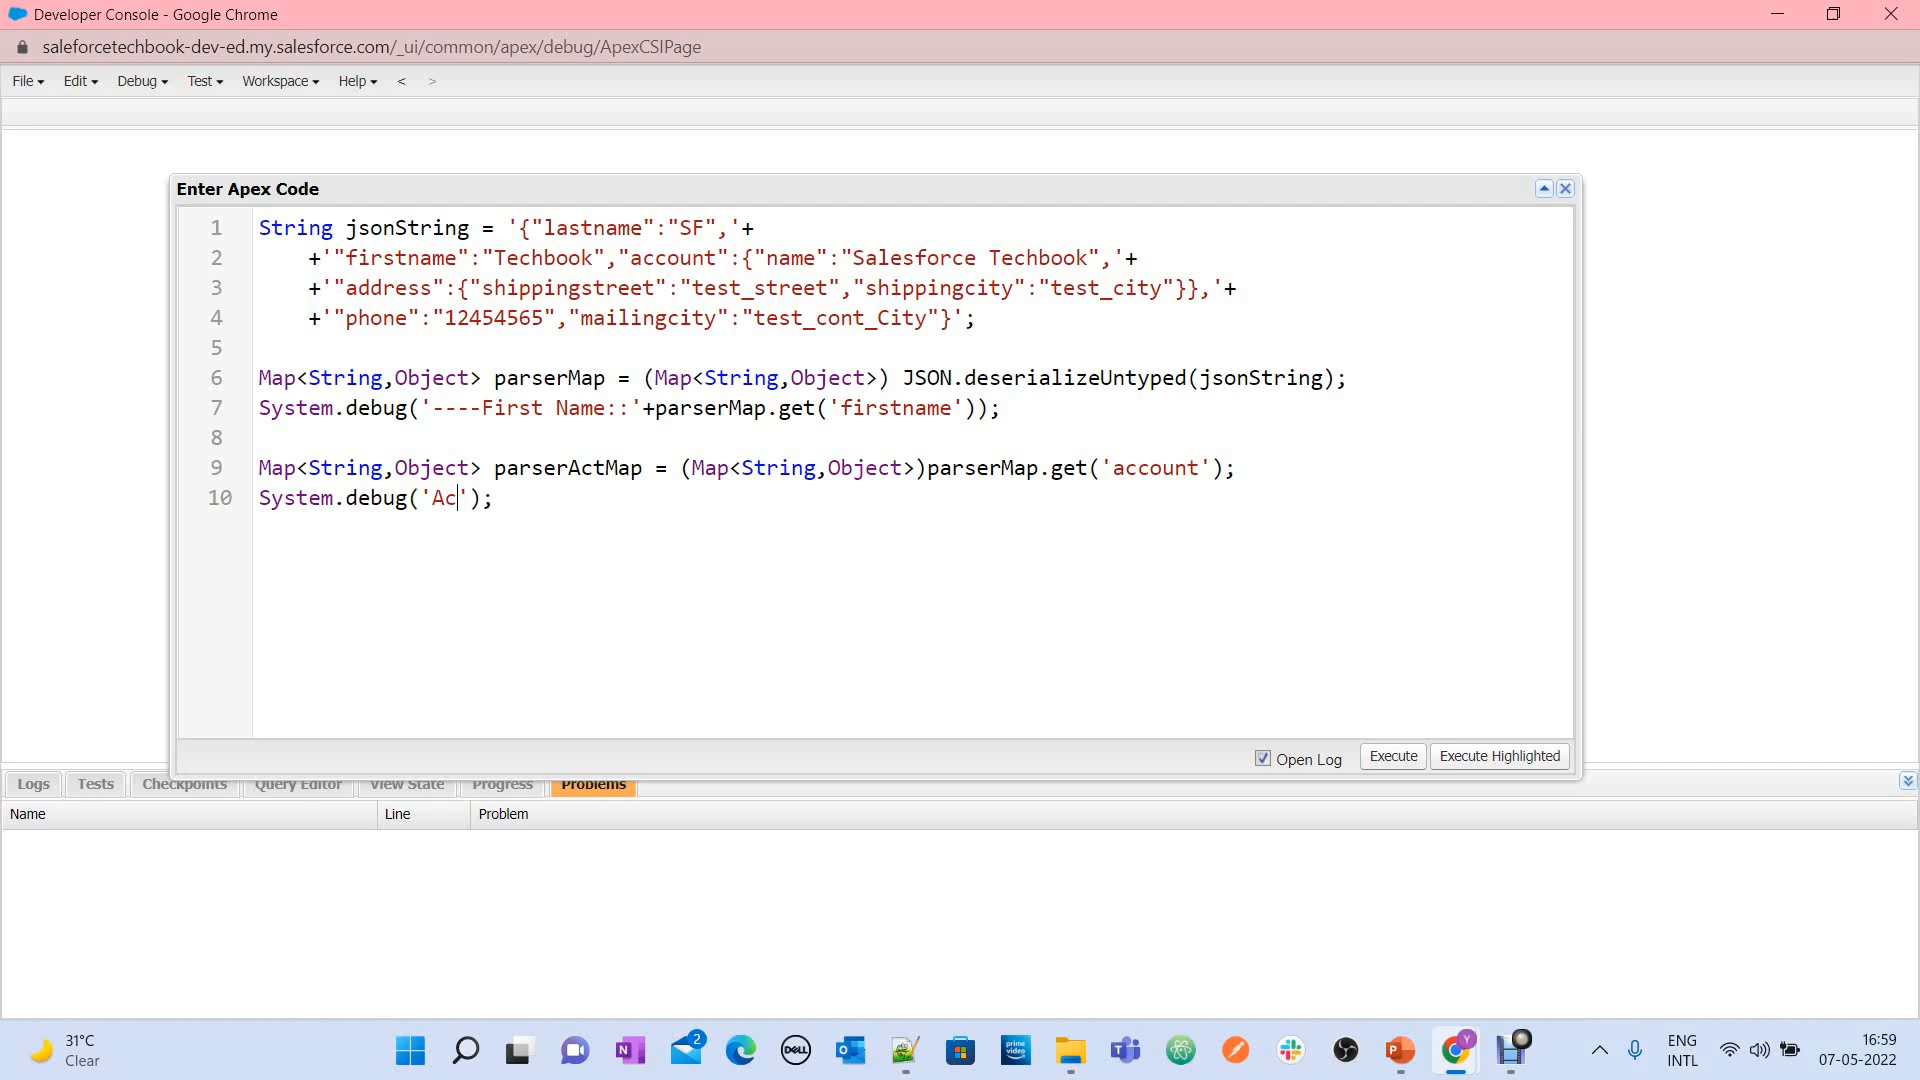 Developer Console - Google Chrome
saleforcetechbook-dev-ed.my.salesforce.com/_ui/common/apex/debug/ApexCSIPage
File Edit Debug Test Workspace Help < >
Enter Apex Code
1 String jsonString = '{"lastname":"SF",'+
2 +'"firstname":"Techbook","account":{"name":"Salesforce Techbook",'+
3 +'"address":{"shippingstreet":"test_street","shippingcity":"test_city"}},'+
4 +'"phone":"12454565","mailingcity":"test_cont_City"}';
5
6 Map<String,Object> parserMap = (Map<String,Object>) JSON.deserializeUntyped(jsonString);
7 System.debug('----First Name::'+parserMap.get('firstname'));
8
9 Map<String,Object> parserActMap = (Map<String,Object>)parserMap.get('account');
10 System.debug('Ac');
Open Log Execute Execute Highlighted
Logs Tests Checkpoints Query Editor View State Progress Problems
Name Line Problem
31°C
Clear
N
2
DELL
prime video
P
Y
ENG
INTL
16:59
07-05-2022